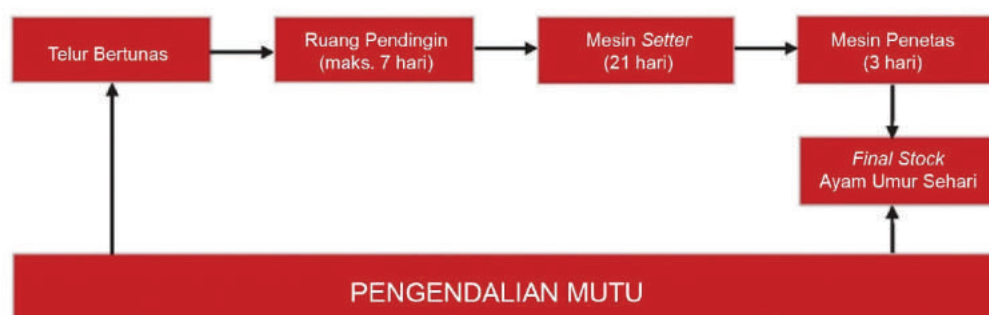 Telur Bertunas
Ruang Pendingin
(maks. 7 hari)
Mesin Setter
(21 hari)
Mesin Penetas
(3 hari)
Final Stock
Ayam Umur Sehari
PENGENDALIAN MUTU